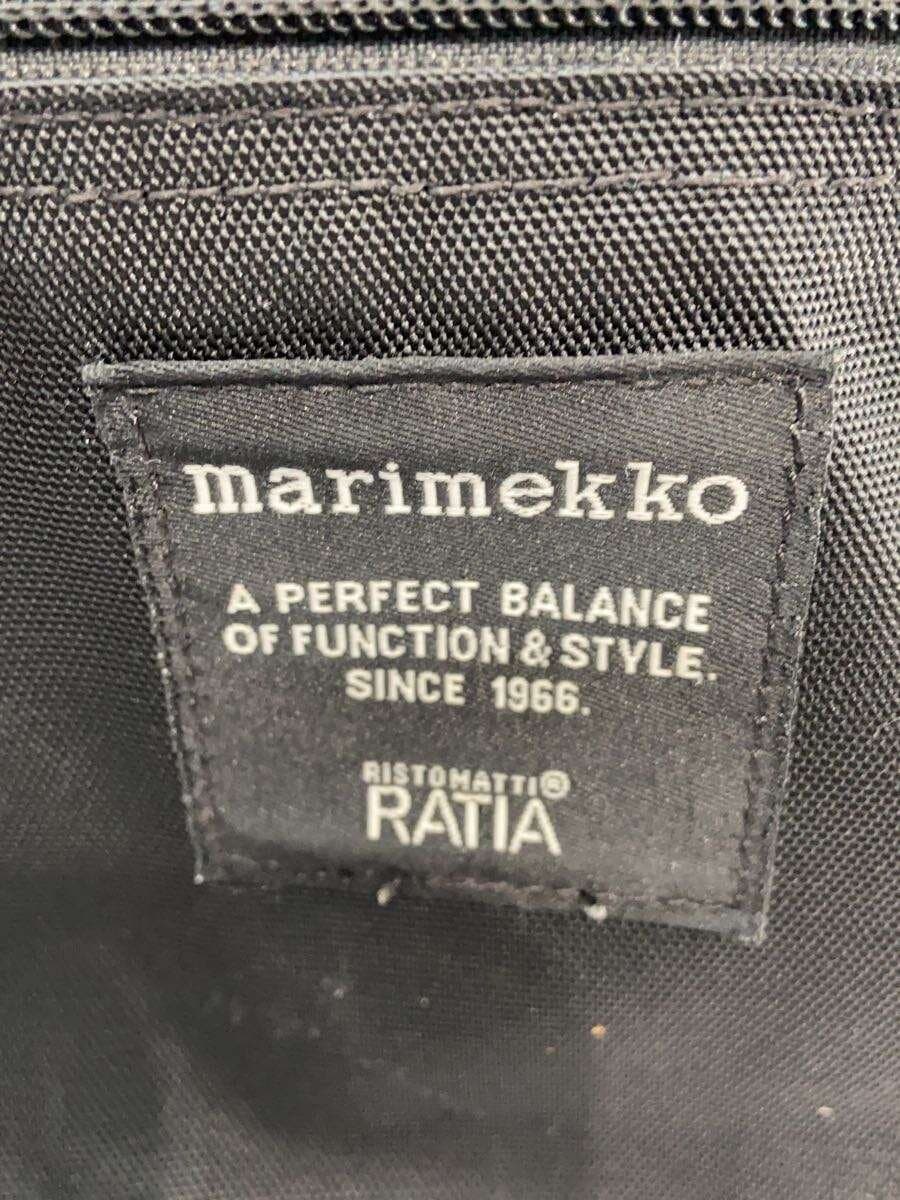 marimekko
A PERFECT BALANCE
OF FUNCTION & STYLE.
SINCE 1966.
RISTOMATTI®
RATIA